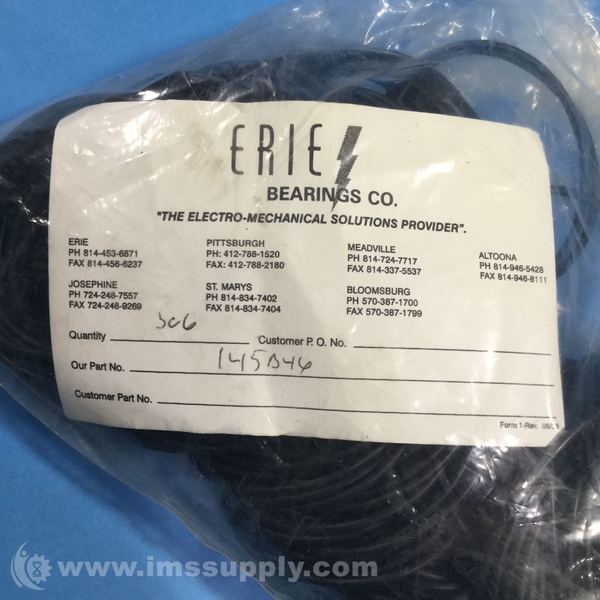 ERIE
BEARINGS CO.
"THE ELECTRO-MECHANICAL SOLUTIONS PROVIDER".
ERIE
PH 814-453-6871
FAX 814-456-6237
PITTSBURGH
PH: 412-788-1520
FAX: 412-788-2180
MEADVILLE
PH 814-724-7717
FAX 814-337-5537
ALTOONA
PH 814-946-5428
FAX 814-946-8111
JOSEPHINE
PH 724-248-7557
FAX 724-248-9269
ST. MARYS
PH 814-834-7402
FAX 814-834-7404
BLOOMSBURG
PH 570-387-1700
FAX 570-387-1799
Quantity Customer P.O. No.
Our Part No. 145B46
Customer Part No.
Form 1-Rev.
www.imssupply.com